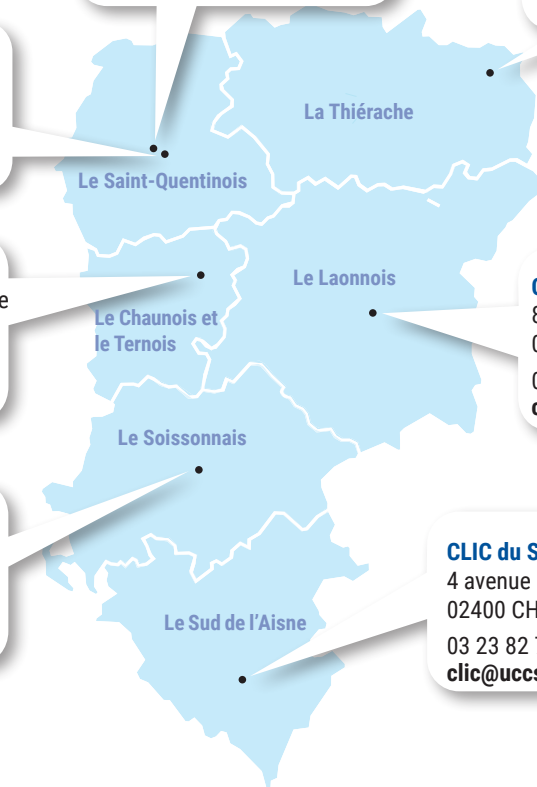 La Thiérache
Le Saint-Quentinois
Le Laonnois
e
Le Chaunois et
le Ternois
Le Soissonnais
CLIC du S
4 avenue
02400 CH
Le Sud de l'Aisne
03 23 82
clic@uccs